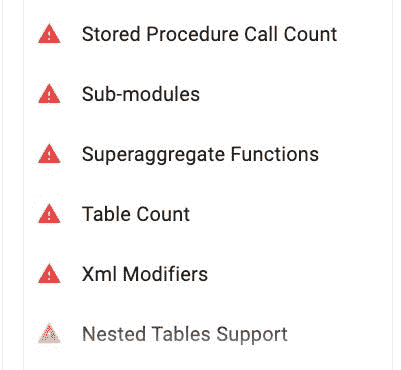 Stored Procedure Call Count
Sub-modules
Superaggregate Functions
Table Count
Xml Modifiers
Nested Tables Support